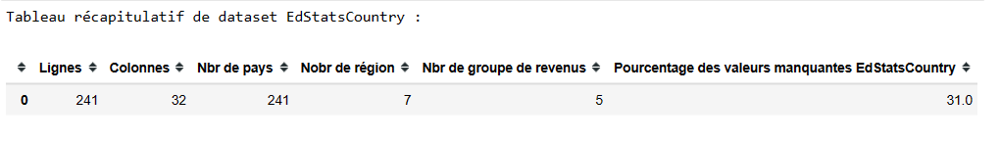 Tableau récapitulatif de dataset EdStatsCountry :
Lignes Colonnes Nbr de pays Nobr de région Nbr de groupe de revenus Pourcentage des valeurs manquantes EdStatsCountry
0 241 32 241 7 5 31.0